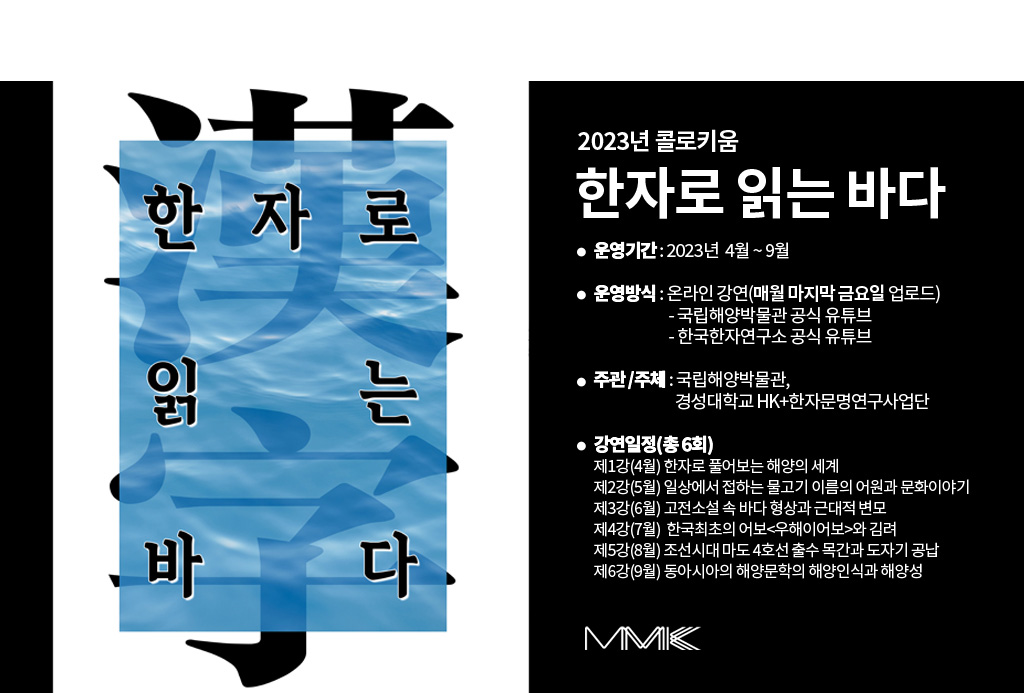 漢字
한자로
읽는
바다
2023년 콜로키움
한자로 읽는 바다
● 운영기간 : 2023년 4월 ~ 9월
● 운영방식 : 온라인 강연(매월 마지막 금요일 업로드)
- 국립해양박물관 공식 유튜브
- 한국한자연구소 공식 유튜브
● 주관/주체 : 국립해양박물관,
경성대학교 HK+한자문명연구사업단
● 강연일정(총 6회)
제1강(4월) 한자로 풀어보는 해양의 세계
제2강(5월) 일상에서 접하는 물고기 이름의 어원과 문화이야기
제3강(6월) 고전소설 속 바다 형상과 근대적 변모
제4강(7월) 한국최초의 어보<우해이어보>와 김려
제5강(8월) 조선시대 마도 4호선 출수 목간과 도자기 공납
제6강(9월) 동아시아의 해양문학의 해양인식과 해양성
MMK